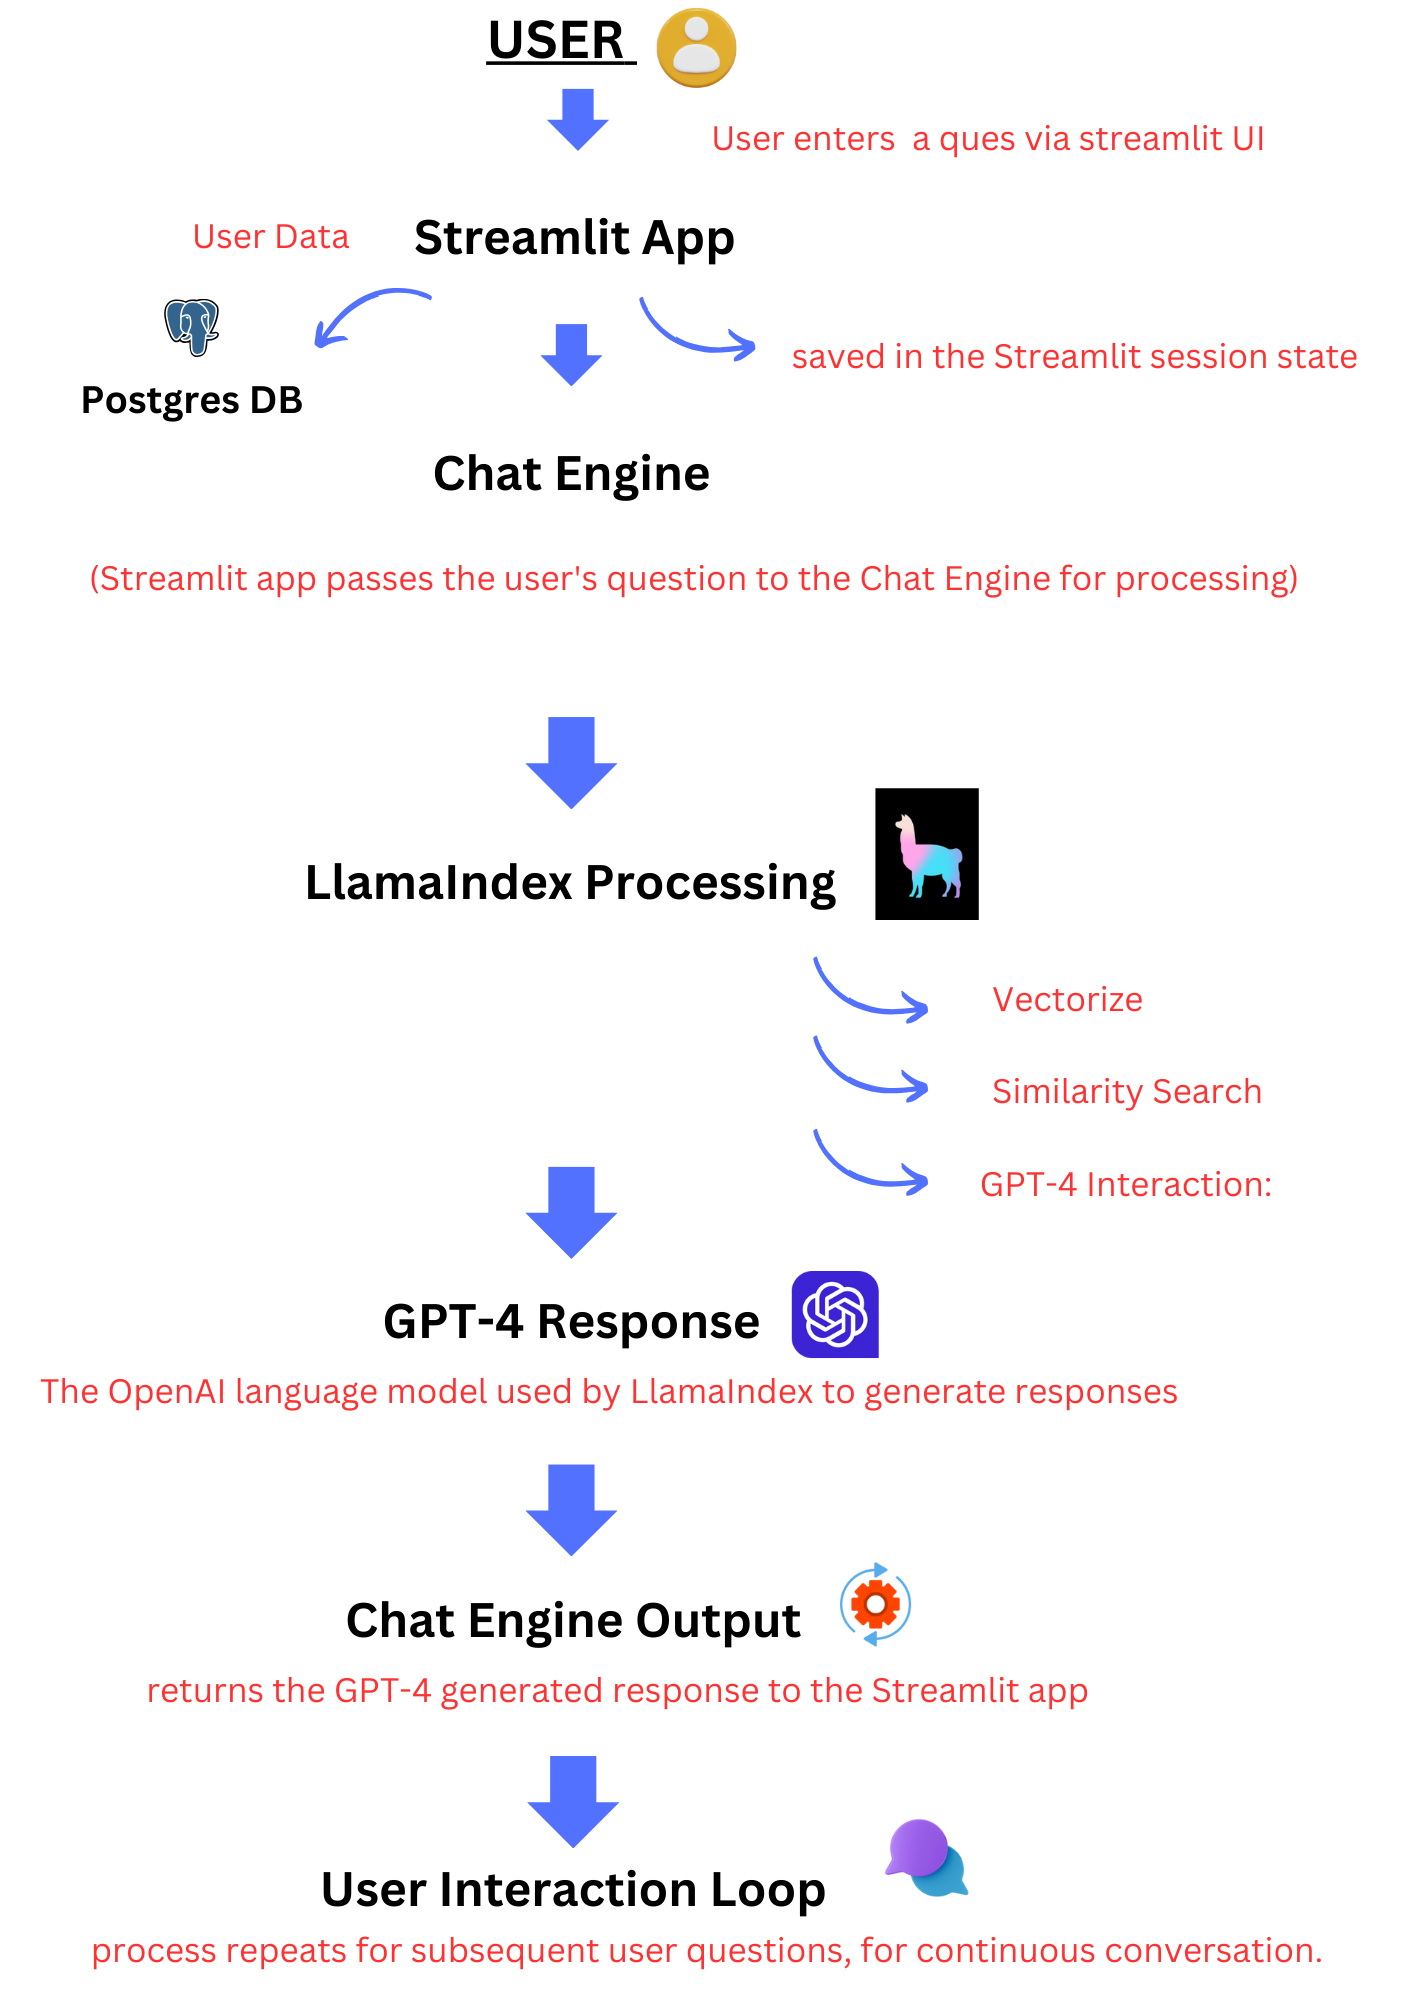 USER
User enters a ques via streamlit UI
User Data
Streamlit App
saved in the Streamlit session state
Postgres DB
Chat Engine
(Streamlit app passes the user's question to the Chat Engine for processing)
LlamaIndex Processing
Vectorize
Similarity Search
GPT-4 Interaction:
GPT-4 Response
The OpenAI language model used by LlamaIndex to generate responses
Chat Engine Output
returns the GPT-4 generated response to the Streamlit app
User Interaction Loop
process repeats for subsequent user questions, for continuous conversation.